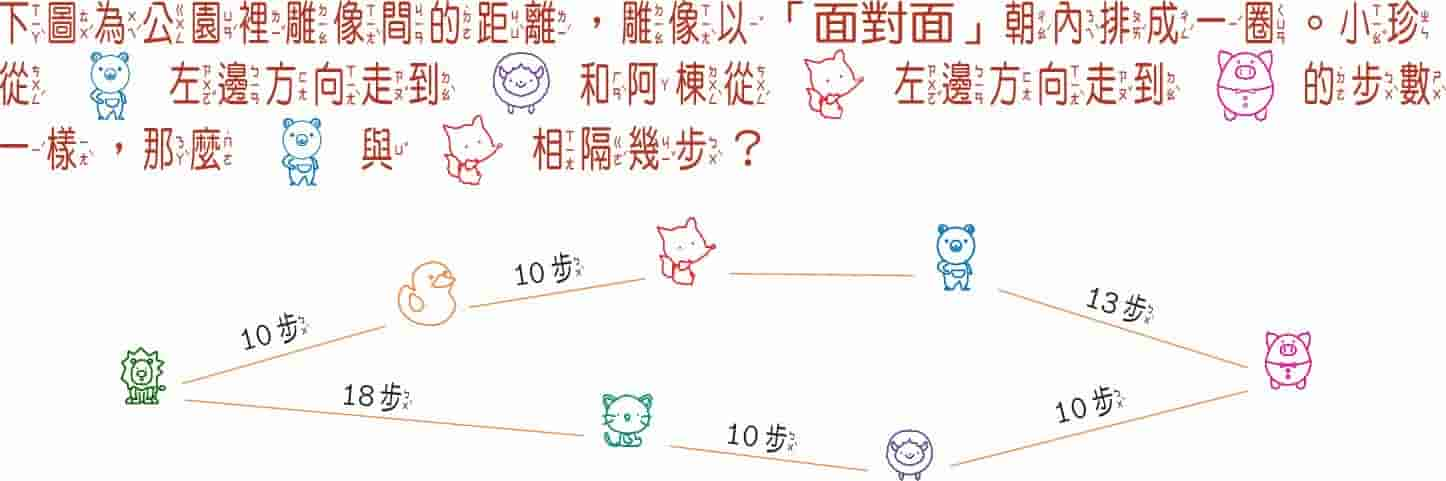 下圖為公園裡雕像間的距離，雕像以「面對面」朝內排成一圈。小珍
從 左邊方向走到 和阿棟從 左邊方向走到 的步數
一樣，那麼 與 相隔幾步？
10步
10步
13步
18步
10步
10步